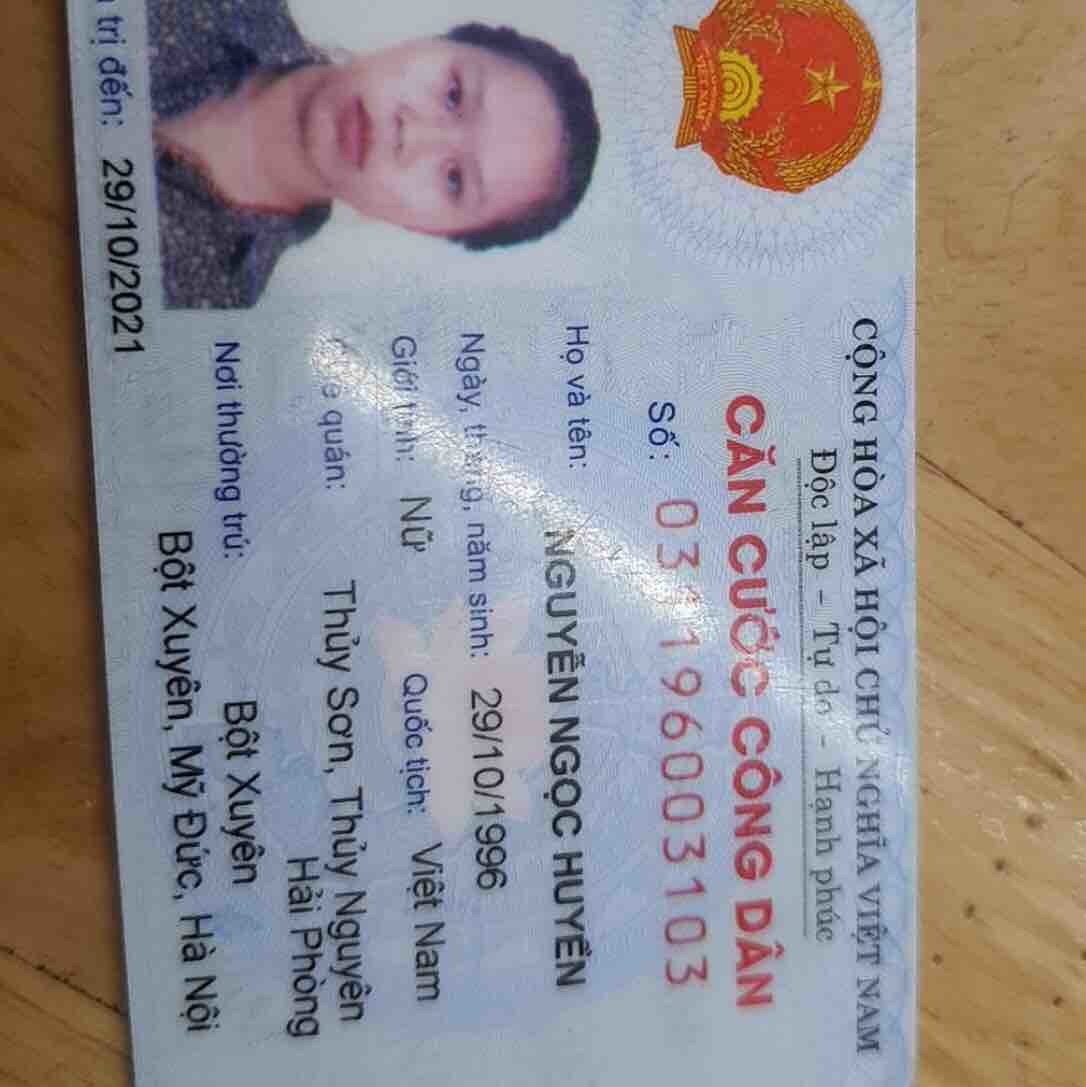 CỘNG HÒA XÃ HỘI CHỦ NGHĨA VIỆT NAM
Độc lập - Tự do - Hạnh phúc
CĂN CƯỚC CÔNG DÂN
Số:
Họ và tên: NGUYỄN NGỌC HUYỀN
Ngày, tháng, năm sinh: 29/10/1996
Giới tính: Nữ Quốc tịch: Việt Nam
quán: Thủy Sơn, Thủy Nguyên
Hải Phòng
Nơi thường trú: Bột Xuyên
Bột Xuyên, Mỹ Đức, Hà Nội
trị đến: 29/10/2021